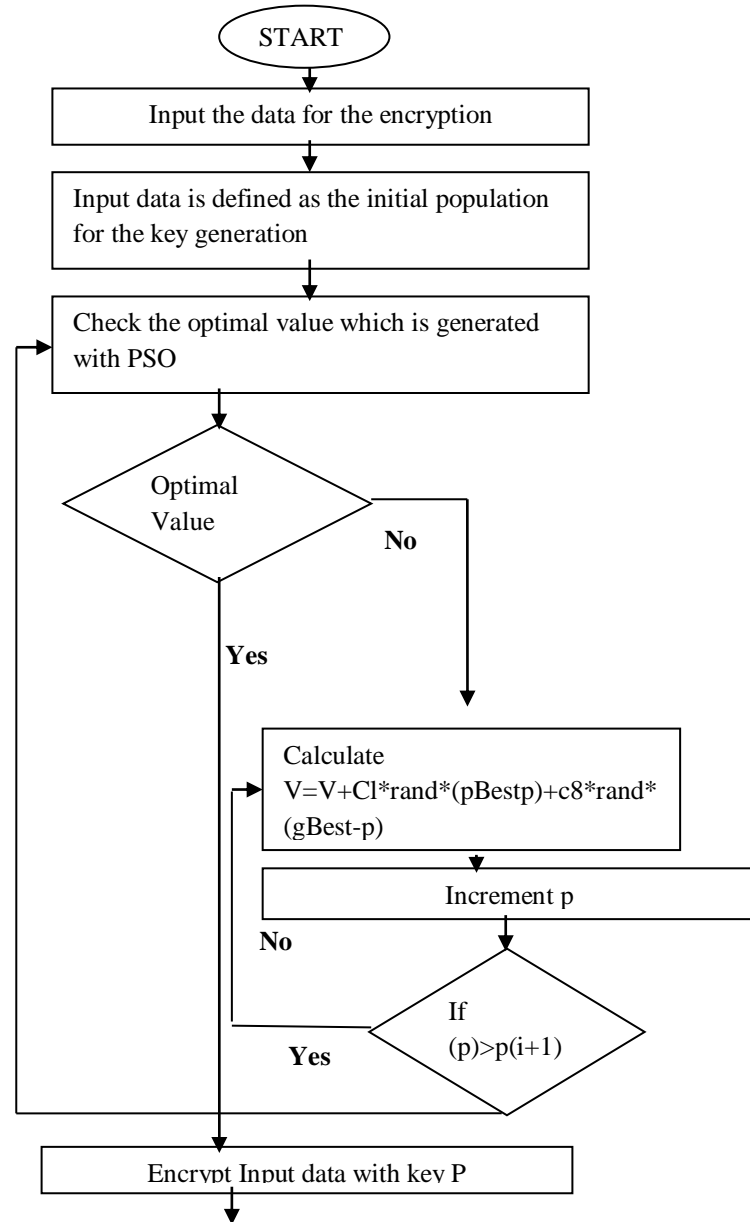 START
Input the data for the encryption
Input data is defined as the initial population
for the key generation
Check the optimal value which is generated
with PSO
Optimal
Value
No
Yes
Calculate
V=V+Cl*rand*(pBestp)+c8*rand*
(gBest-p)
Increment p
No
If
(p)>p(i+1)
Yes
Encrypt Input data with key P